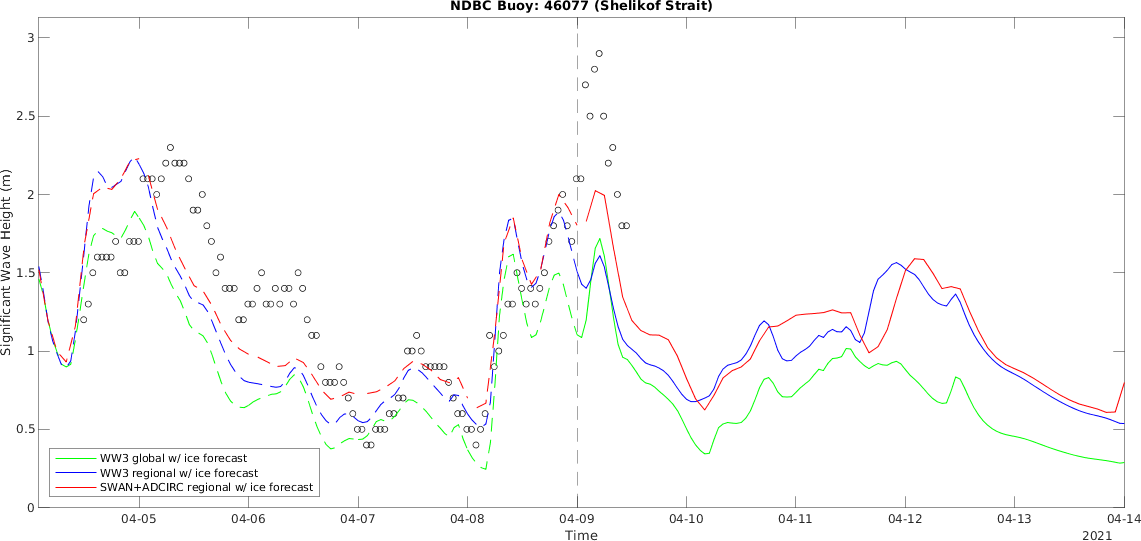 NDBC Buoy: 46077 (Shelikof Strait)
Significant Wave Height (m)
3
2.5
2
1.5
1
0.5
0
WW3 global w/ ice forecast
WW3 regional w/ ice forecast
SWAN+ADCIRC regional w/ ice forecast
04-05 04-06 04-07 04-08 04-09 04-10 04-11 04-12 04-13 04-14
Time
2021